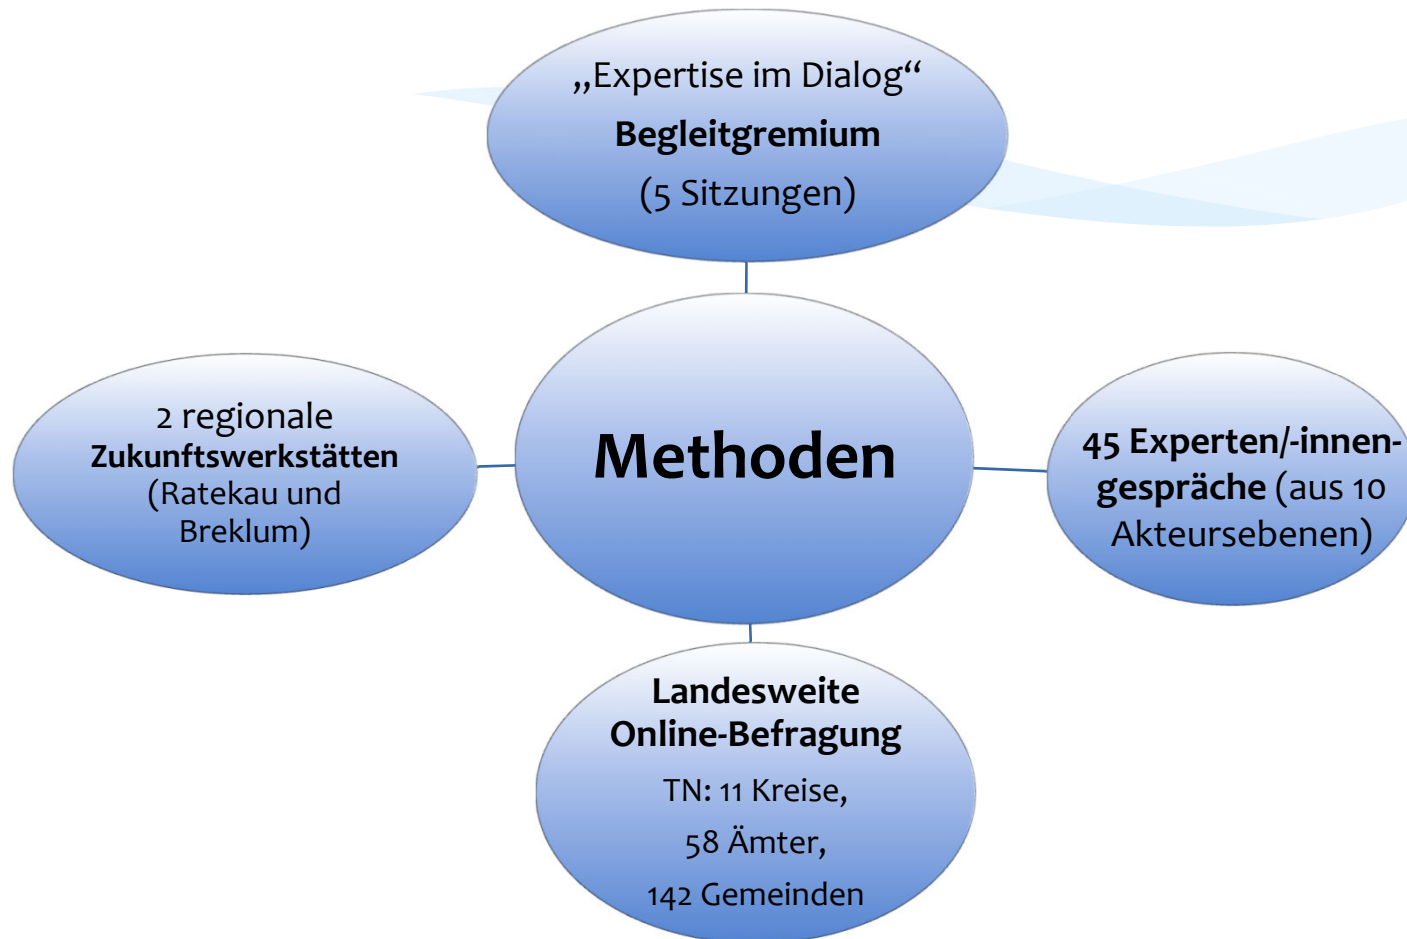 „Expertise im Dialog“
Begleitgremium
(5 Sitzungen)
2 regionale
Zukunftswerkstätten
(Ratekau und
Breklum)
Methoden
45 Experten/-innen-
gespräche (aus 10
Akteursebenen)
Landesweite
Online-Befragung
TN: 11 Kreise,
58 Ämter,
142 Gemeinden